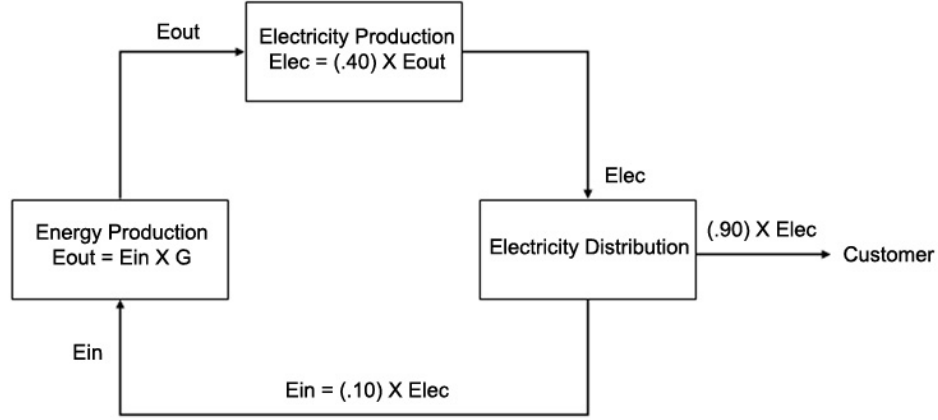 Eout
Electricity Production
Elec = (.40) X Eout
Elec
Energy Production
Eout = Ein X G
Electricity Distribution
(.90) X Elec
Customer
Ein
Ein = (.10) X Elec